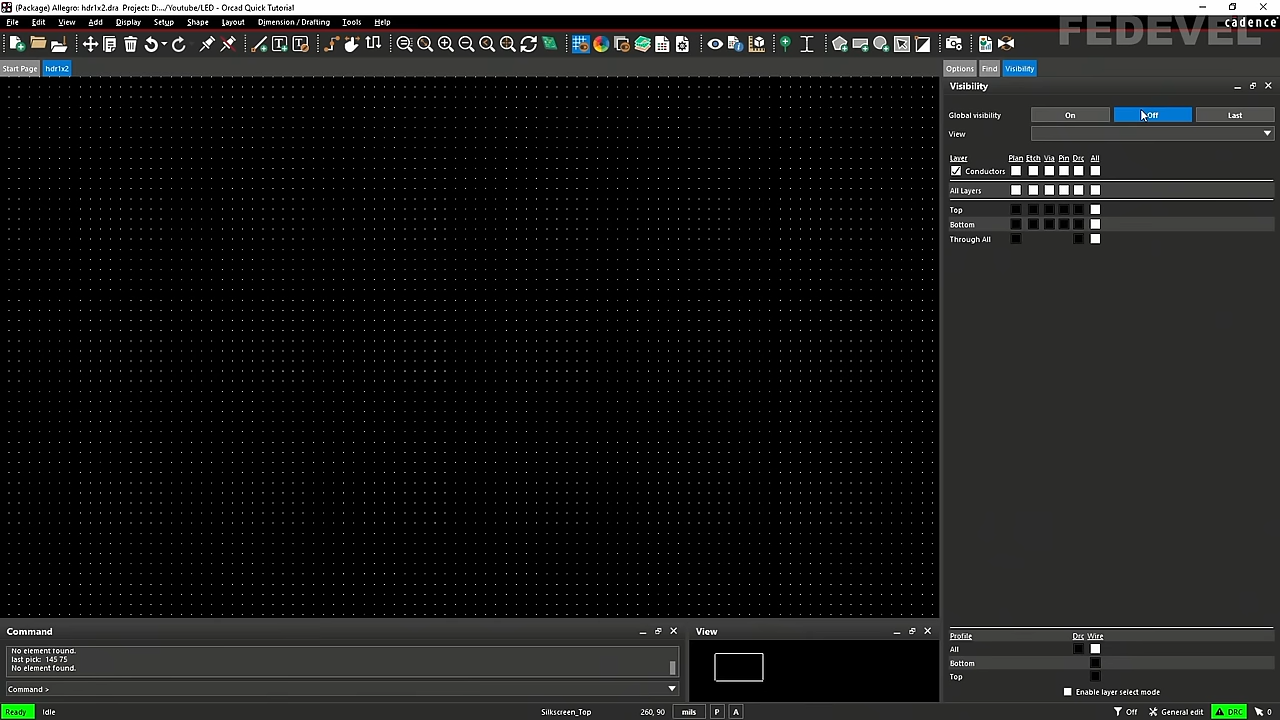 (Package) Allegro: hdr1x2.dra  Project: D:.../Youtube/LED - Orcad Quick Tutorial
File Edit View Add Display Setup Shape Layout Dimension / Drafting Tools Help
cadence
FEDEVEL
Start Page hdr1x2
Options Find Visibility
Visibility
Global visibility On Off Last
View
Layer Plan Etch Via Pin Drc All
Conductors
All Layers
Top
Bottom
Through All
Command
No element found.
last pick:  145 75
No element found.
Command >
View
Profile Drc Wire
All
Bottom
Top
Enable layer select mode
Ready Idle Silkscreen_Top 260, 90 mils P A Off General edit DRC 0